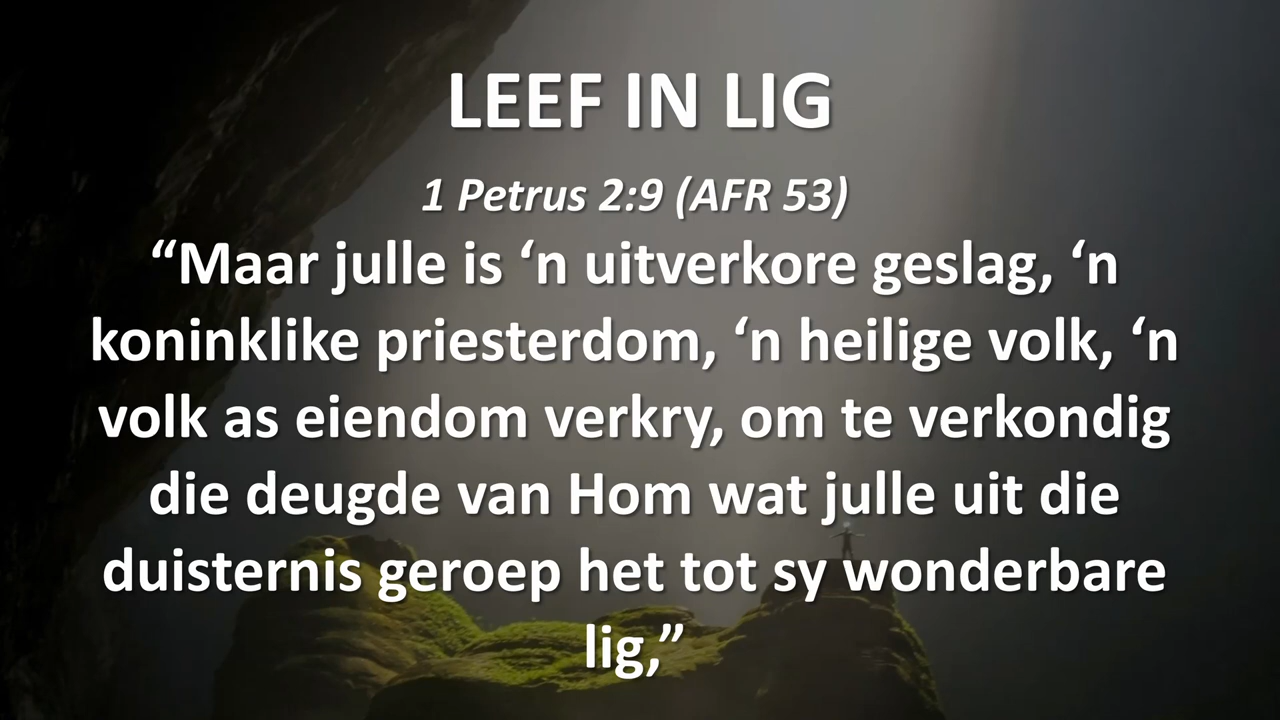 LEEF IN LIG
1 Petrus 2:9 (AFR 53)
“Maar julle is ‘n uitverkore geslag, ‘n
koninklike priesterdom, ‘n heilige volk, ‘n
volk as eiendom verkry, om te verkondig
die deugde van Hom wat julle uit die
duisternis geroep het tot sy wonderbare
lig,”